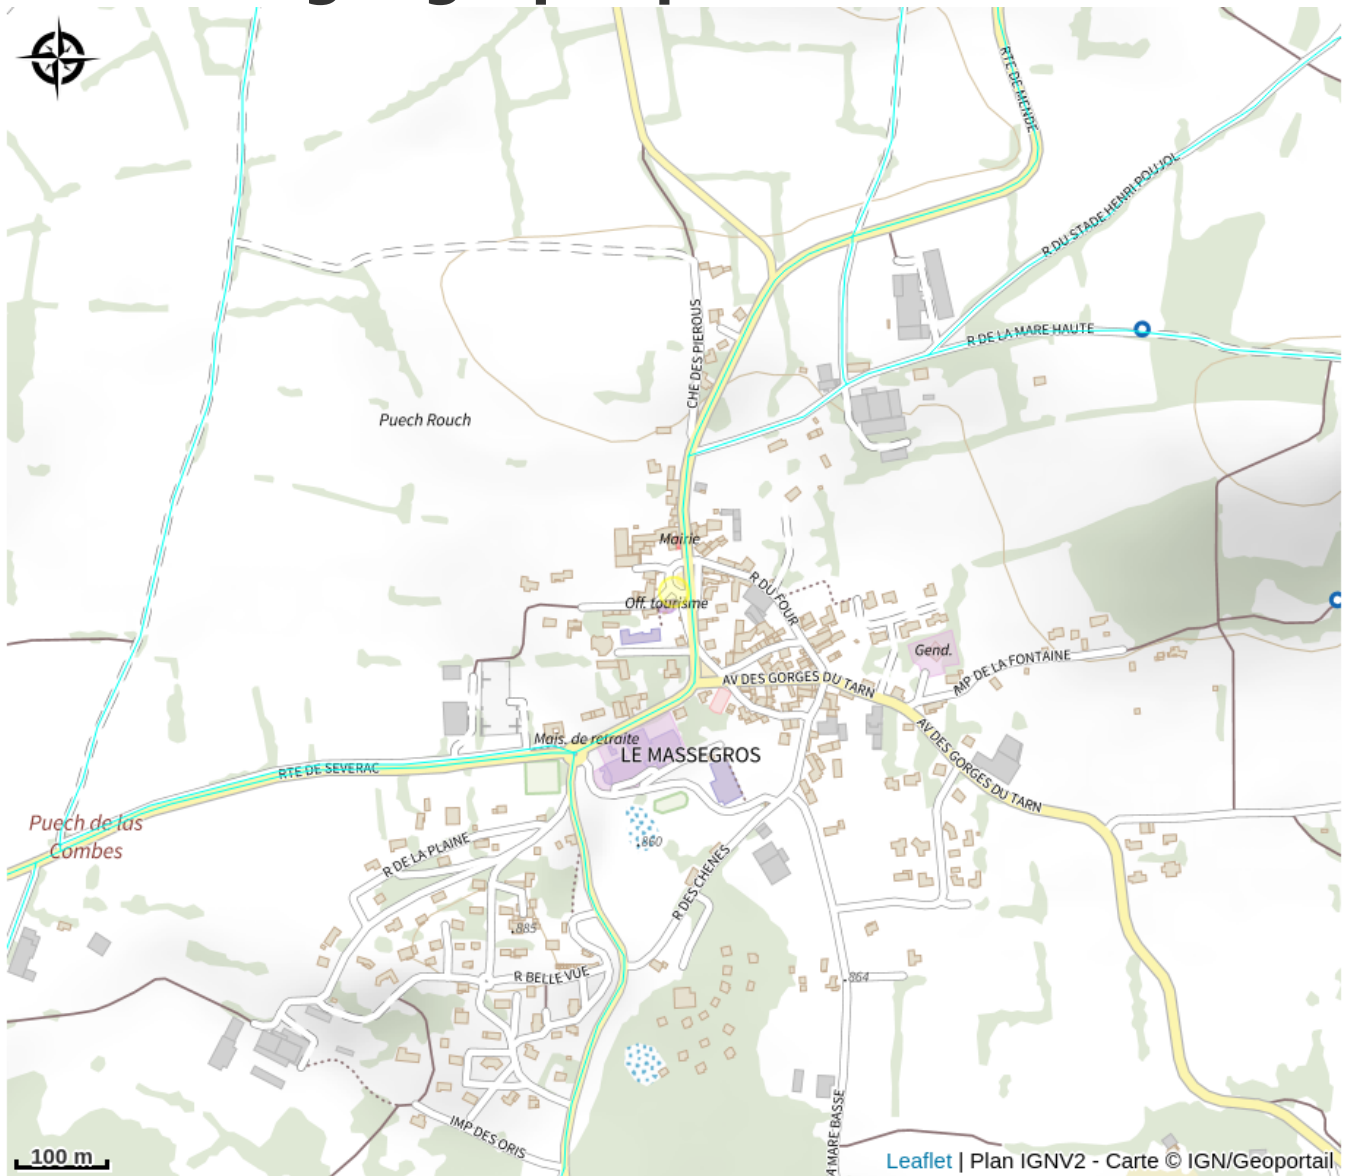 RTE DE MENDE
R DU STADE HENRI POUJOL
R DE LA MARE HAUTE
CHE DES PIEROUS
Puech Rouch
Mairie
R DU FOUR
Off. tourisme
Gend.
MP DE LA FONTAINE
AV DES GORGES DU TARN
AV DES GORGES DU TARN
Mais. de retraite
LE MASSEGROS
RTE DE SEVERAC
Puech de las
Combes
860
R DE LA PLAINE
R DES CHENES
885
R BELLE VUE
864
A MARE BASSE
IMP DES ORIS
100 m
Leaflet | Plan IGNV2 - Carte © IGN/Geoportail